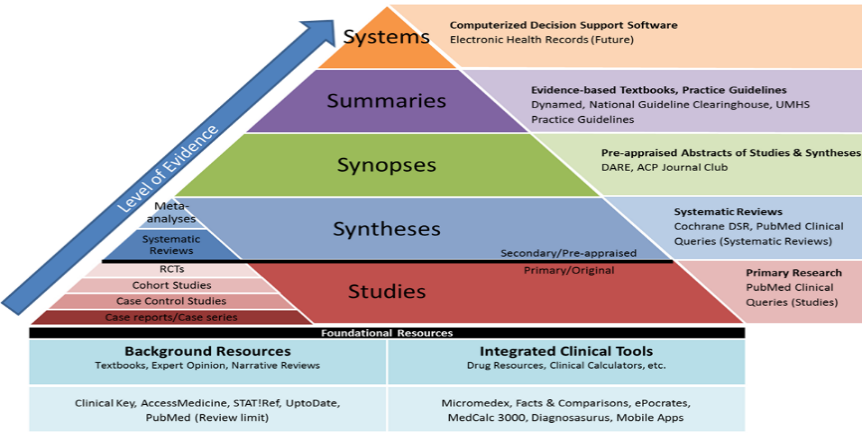 Systems
Computerized Decision Support Software
Electronic Health Records (Future)
Level of Evidence
Summaries
Evidence-based Textbooks, Practice Guidelines
Dynamed, National Guideline Clearinghouse, UMHS
Practice Guidelines
Synopses
Pre-appraised Abstracts of Studies & Syntheses
DARE, ACP Journal Club
Meta-
analyses
Systematic
Reviews
Syntheses
Systematic Reviews
Cochrane DSR, PubMed Clinical
Queries (Systematic Reviews)
Secondary/Pre-appraised
Primary/Original
RCTs
Cohort Studies
Case Control Studies
Case reports/Case series
Studies
Primary Research
PubMed Clinical
Queries (Studies)
Foundational Resources
Background Resources
Textbooks, Expert Opinion, Narrative Reviews
Integrated Clinical Tools
Drug Resources, Clinical Calculators, etc.
Clinical Key, AccessMedicine, STAT!Ref, UptoDate,
PubMed (Review limit)
Micromedex, Facts & Comparisons, ePocrates,
MedCalc 3000, Diagnosaurus, Mobile Apps